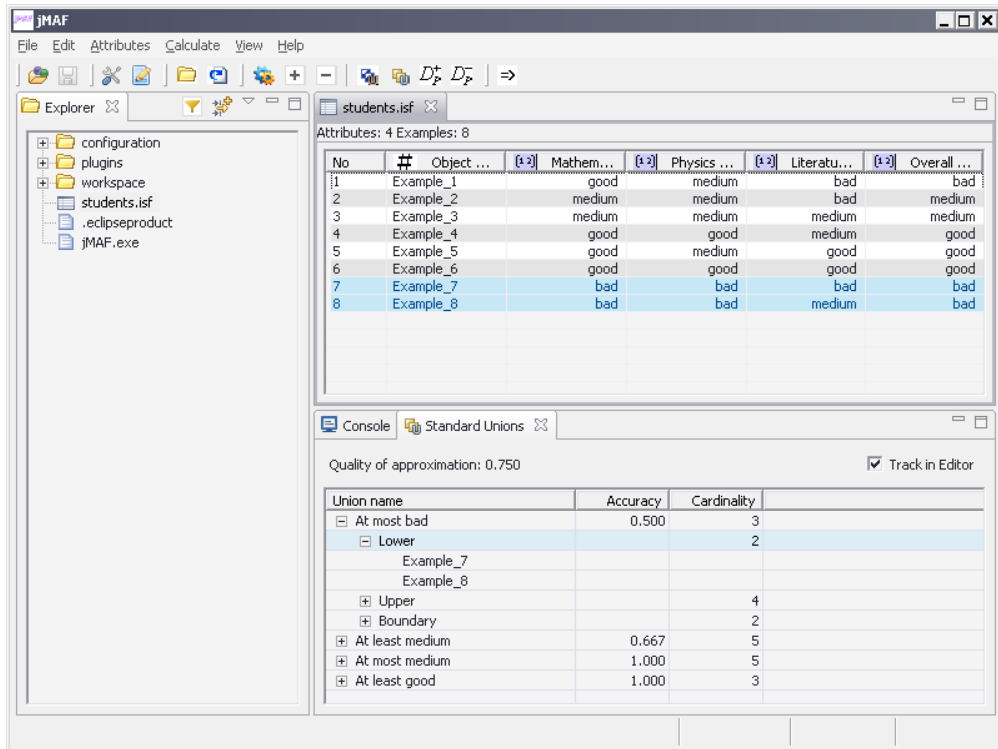 jMAF
File Edit Attributes Calculate View Help
Explorer
configuration
plugins
workspace
students.isf
.eclipseproduct
jMAF.exe
students.isf
Attributes: 4 Examples: 8
No # Object ... [12] Mathem... [12] Physics ... [12] Literatu... [12] Overall ...
1 Example_1 good medium bad bad
2 Example_2 medium medium bad medium
3 Example_3 medium medium medium medium
4 Example_4 good good medium good
5 Example_5 good medium good good
6 Example_6 good good good good
7 Example_7 bad bad bad bad
8 Example_8 bad bad medium bad
Console Standard Unions
Quality of approximation: 0.750 Track in Editor
Union name Accuracy Cardinality
At most bad 0.500 3
Lower 2
Example_7
Example_8
Upper 4
Boundary 2
At least medium 0.667 5
At most medium 1.000 5
At least good 1.000 3